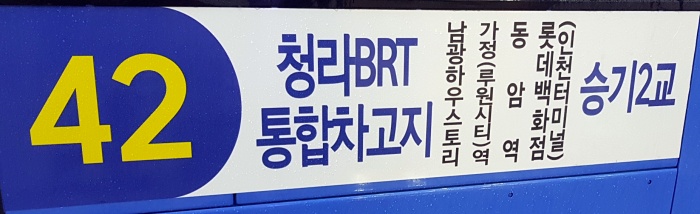 42
청라BRT
통합차고지
남광하우스토리
가정(루원시티)역
동암역
롯데백화점
(인천터미널)
승기2교